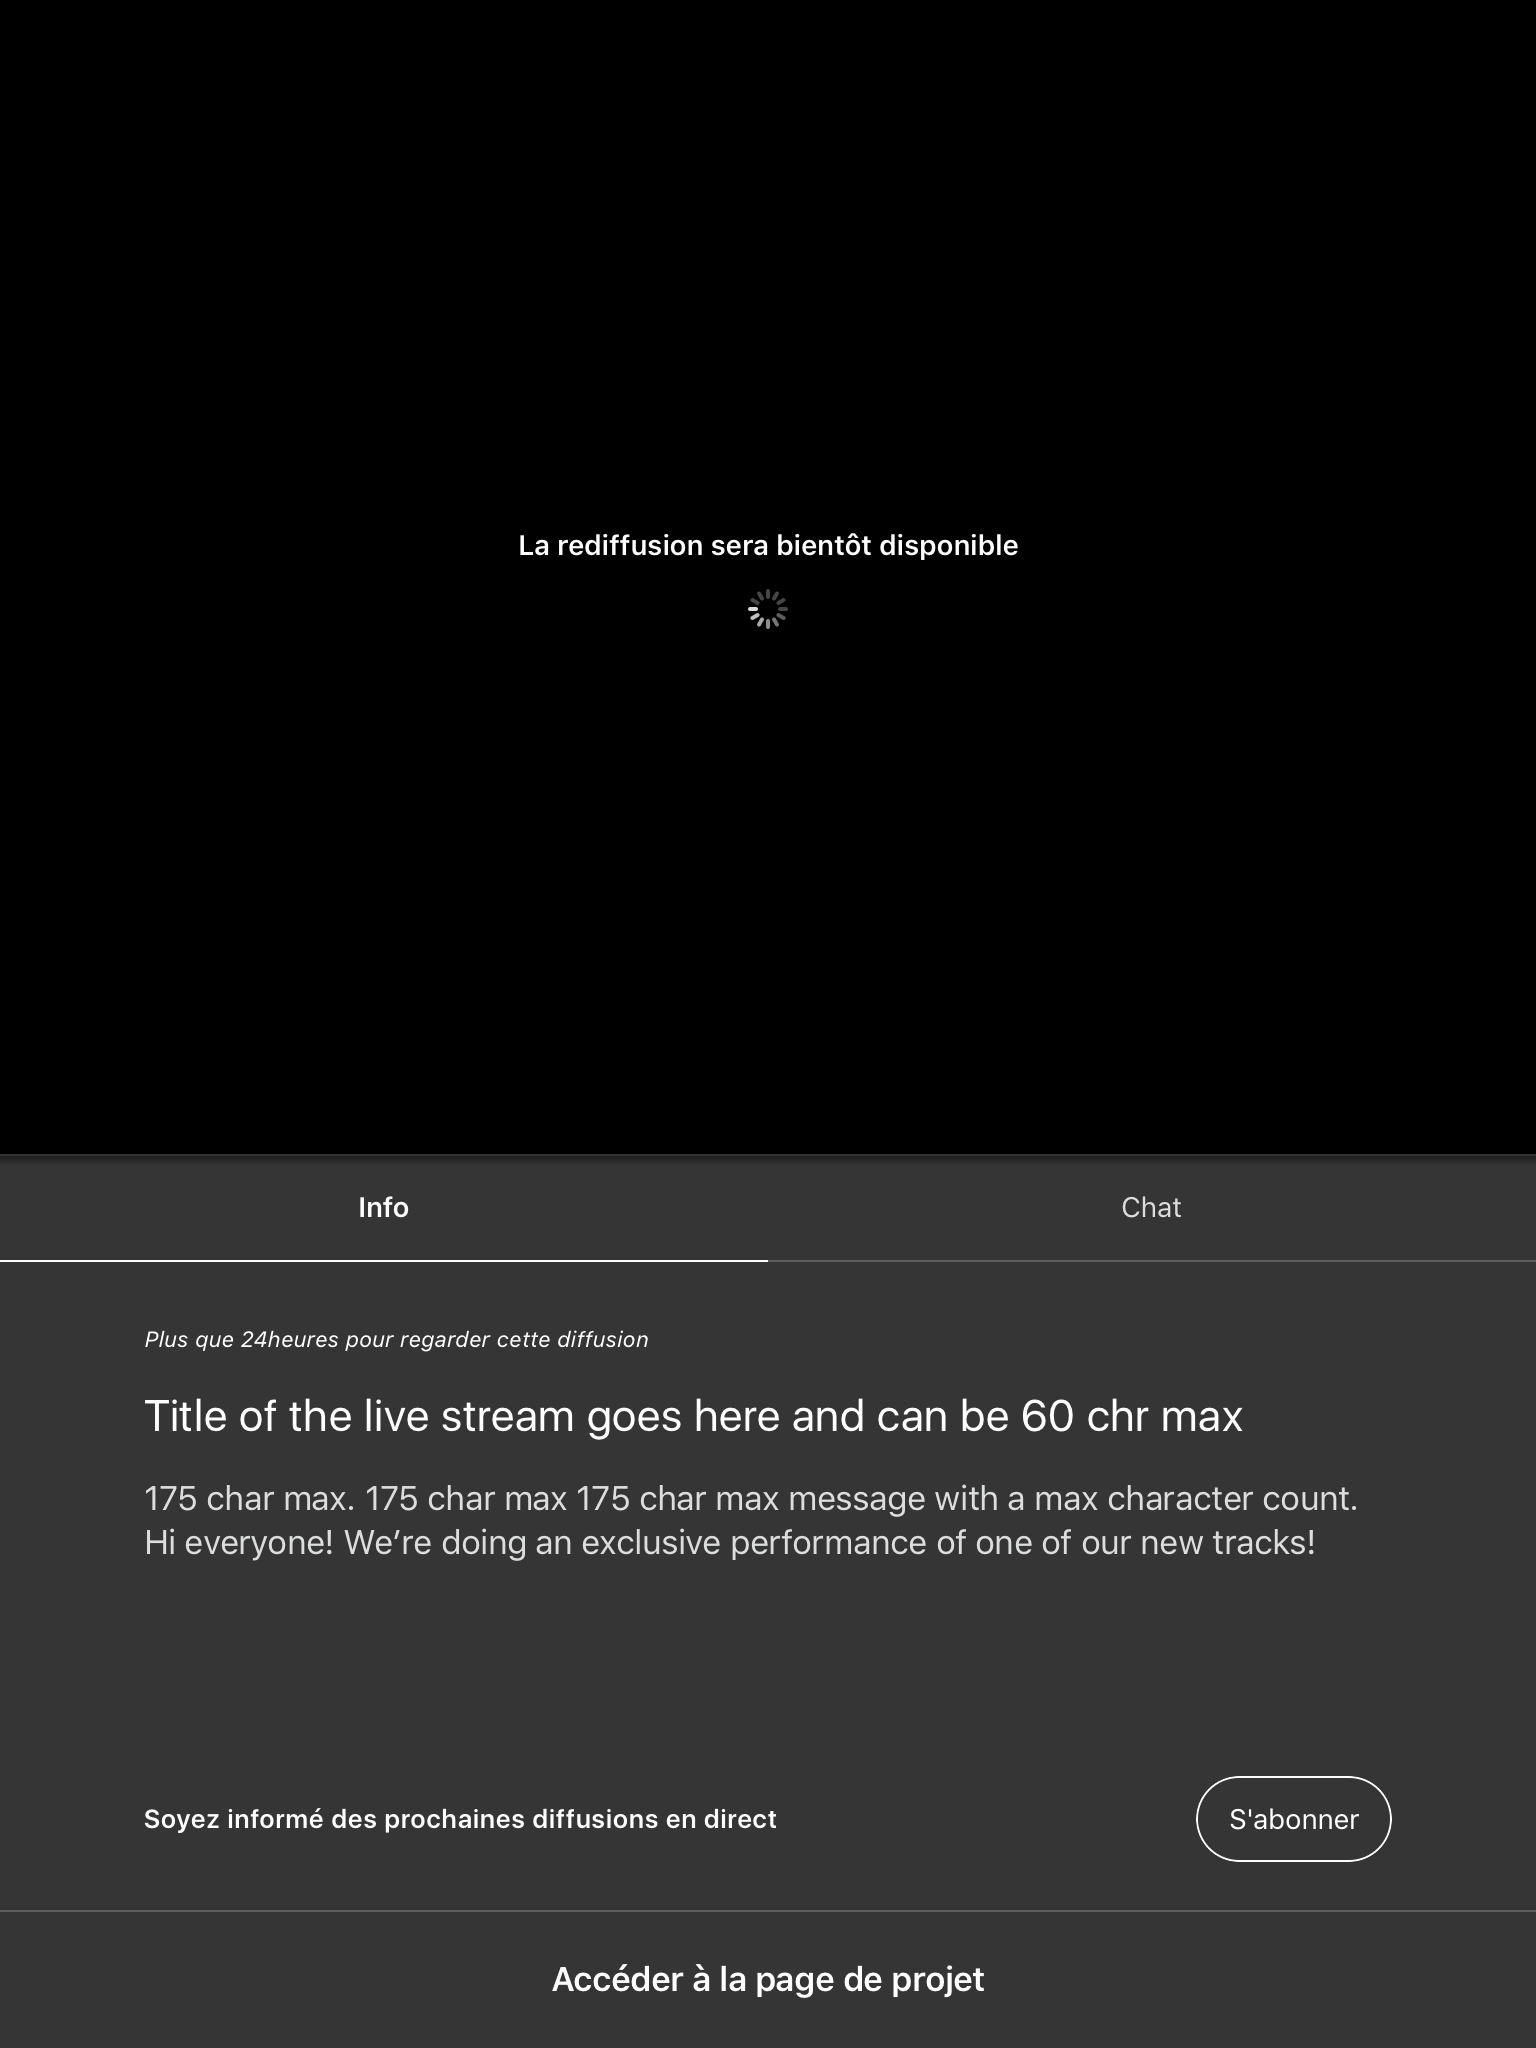 La rediffusion sera bientôt disponible
Info
Chat
Plus que 24heures pour regarder cette diffusion
Title of the live stream goes here and can be 60 chr max
175 char max. 175 char max 175 char max message with a max character count.
Hi everyone! We’re doing an exclusive performance of one of our new tracks!
Soyez informé des prochaines diffusions en direct
S'abonner
Accéder à la page de projet